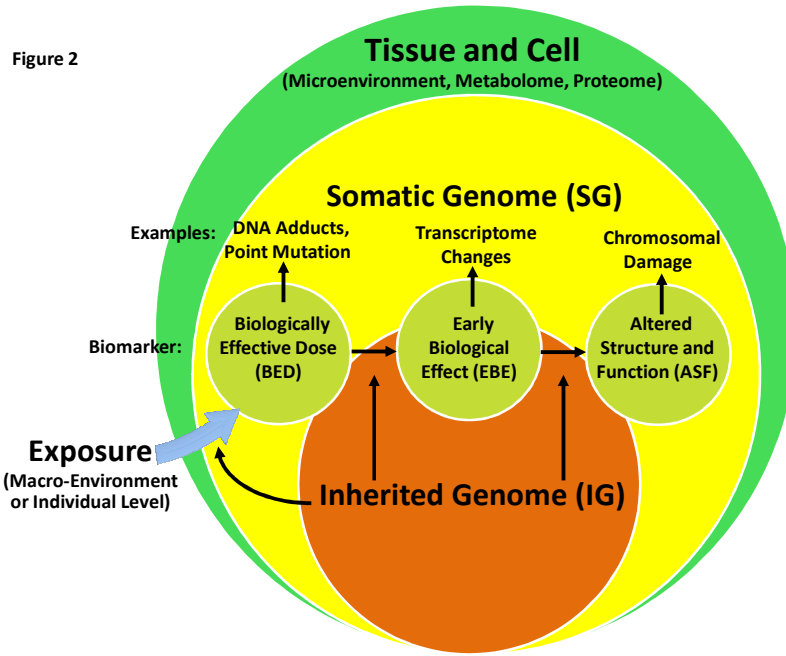 Figure 2
Tissue and Cell
(Microenvironment, Metabolome, Proteome)
Somatic Genome (SG)
Examples:
DNA Adducts,
Point Mutation
Transcriptome
Changes
Chromosomal
Damage
Biomarker:
Biologically
Effective Dose
(BED)
Early
Biological
Effect (EBE)
Altered
Structure and
Function (ASF)
Exposure
(Macro-Environment
or Individual Level)
Inherited Genome (IG)